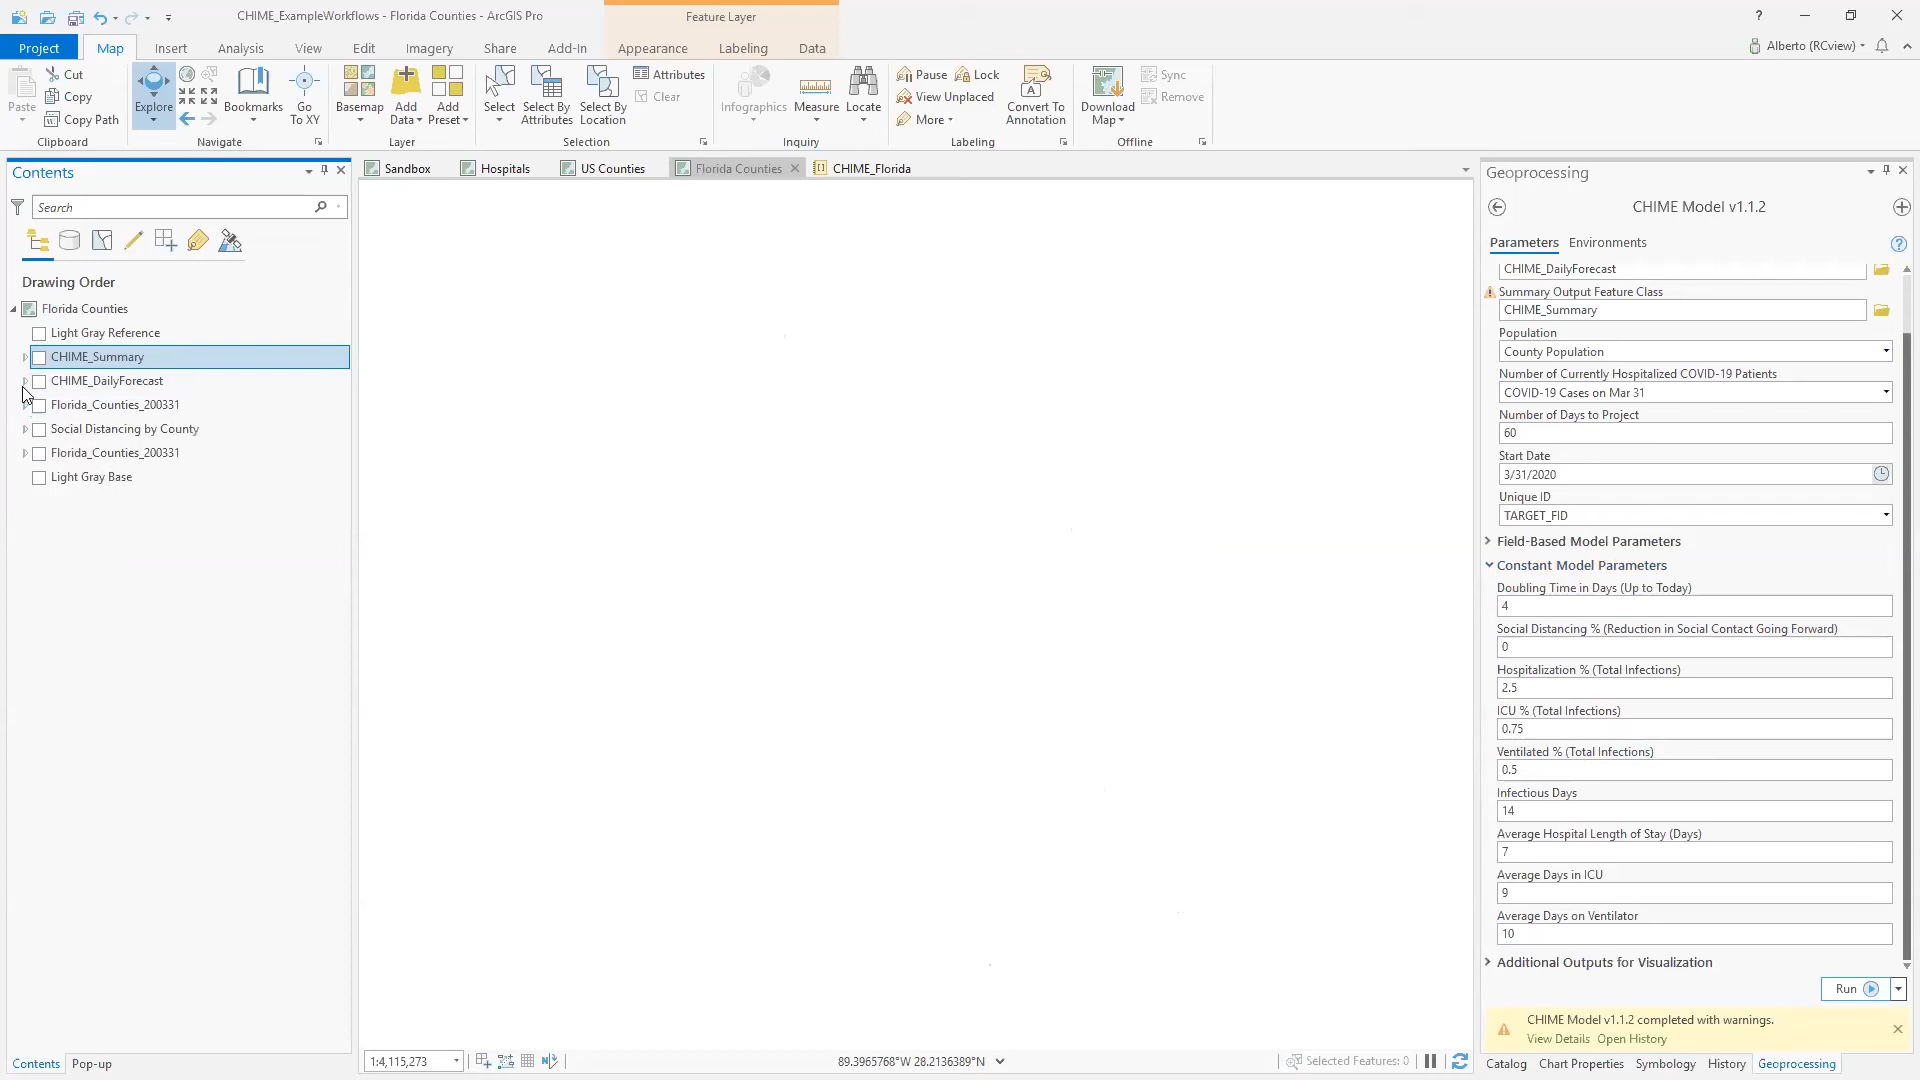 CHIME_ExampleWorkflows - Florida Counties - ArcGIS Pro
Feature Layer
?
Project Map Insert Analysis View Edit Imagery Share Add-In Appearance Labeling Data
Alberto (RCview)
Paste
Cut
Copy
Copy Path
Clipboard
Explore
Bookmarks
Go To XY
Navigate
Basemap
Add Data
Add Preset
Layer
Select
Select By Attributes
Select By Location
Attributes
Clear
Selection
Infographics
Measure
Locate
Inquiry
Pause
Lock
View Unplaced
More
Convert To Annotation
Labeling
Download Map
Sync
Remove
Offline
Contents
Search
Drawing Order
Florida Counties
Light Gray Reference
CHIME_Summary
CHIME_DailyForecast
Florida_Counties_200331
Social Distancing by County
Florida_Counties_200331
Light Gray Base
Contents Pop-up
Sandbox Hospitals US Counties Florida Counties CHIME_Florida
1:4,115,273
89.3965768°W 28.2136389°N
Selected Features: 0
Geoprocessing
CHIME Model v1.1.2
Parameters Environments
?
CHIME_DailyForecast
Summary Output Feature Class
CHIME_Summary
Population
County Population
Number of Currently Hospitalized COVID-19 Patients
COVID-19 Cases on Mar 31
Number of Days to Project
60
Start Date
3/31/2020
Unique ID
TARGET_FID
Field-Based Model Parameters
Constant Model Parameters
Doubling Time in Days (Up to Today)
4
Social Distancing % (Reduction in Social Contact Going Forward)
0
Hospitalization % (Total Infections)
2.5
ICU % (Total Infections)
0.75
Ventilated % (Total Infections)
0.5
Infectious Days
14
Average Hospital Length of Stay (Days)
7
Average Days in ICU
9
Average Days on Ventilator
10
Additional Outputs for Visualization
Run
CHIME Model v1.1.2 completed with warnings.
View Details Open History
Catalog Chart Properties Symbology History Geoprocessing